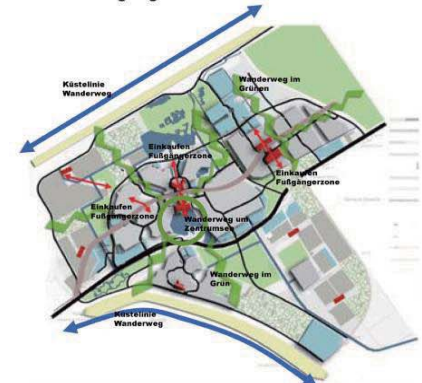 Küstelinie
Wanderweg
Wanderweg im
Grünen
Einkaufen
Fußgängerzone
Einkaufen
Fußgängerzone
Einkaufen
Fußgängerzone
Wanderweg um
Zentrumsee
Wanderweg im
Grün
Küstelinie
Wanderweg